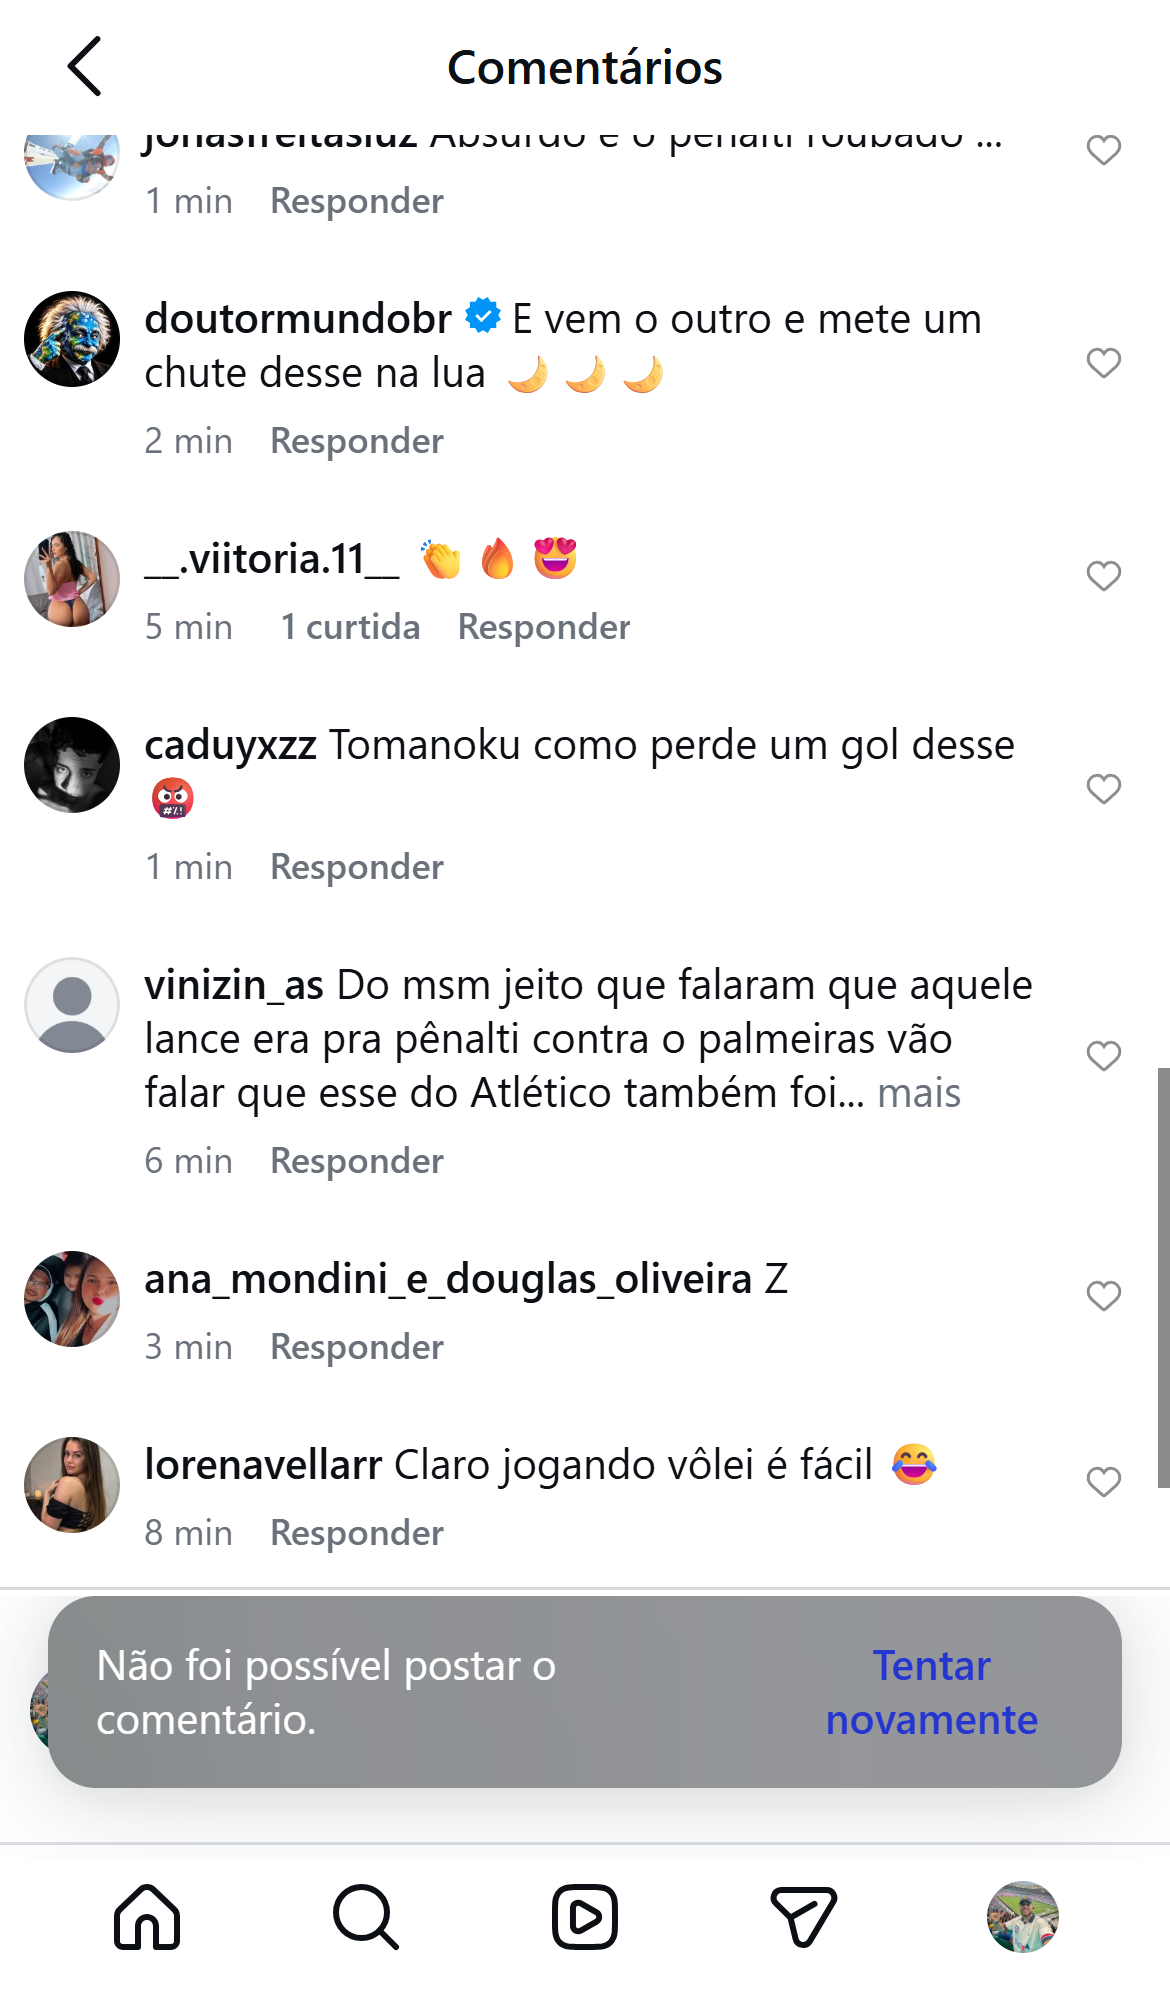 Comentários
jonasfreitasluz Absurdo é o pênalti roubado ...
1 min Responder
doutormundobr E vem o outro e mete um
chute desse na lua 🌙🌙🌙
2 min Responder
__.viitoria.11__ 👏🔥😍
5 min 1 curtida Responder
caduyxzz Tomanoku como perde um gol desse
🤬
1 min Responder
vinizin_as Do msm jeito que falaram que aquele
lance era pra pênalti contra o palmeiras vão
falar que esse do Atlético também foi... mais
6 min Responder
ana_mondini_e_douglas_oliveira Z
3 min Responder
lorenavellarr Claro jogando vôlei é fácil 😂
8 min Responder
Não foi possível postar o
comentário.
Tentar
novamente